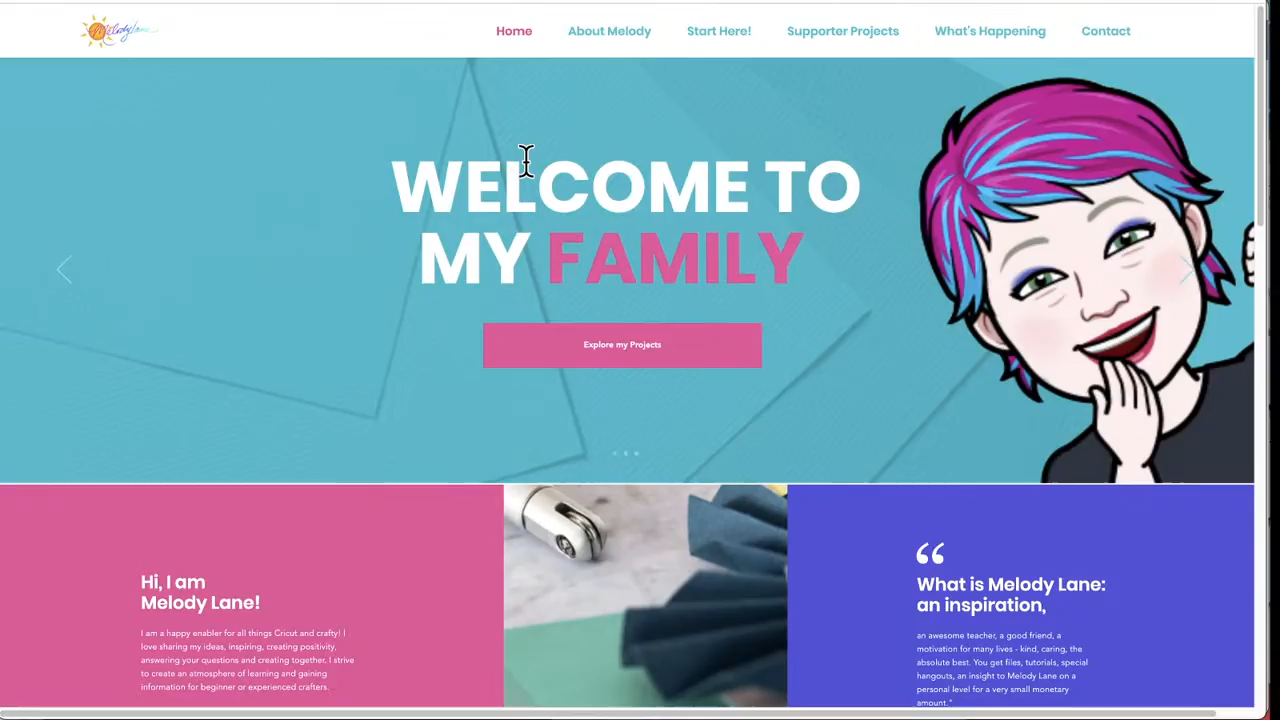 Melody Lane
Home
About Melody
Start Here!
Supporter Projects
What's Happening
Contact
WELCOME TO
MY FAMILY
Explore my Projects
Hi, I am
Melody Lane!
I am a happy enabler for all things Cricut and crafty! I
love sharing my ideas, inspiring, creating positivity,
answering your questions and creating together. I strive
to create an atmosphere of learning and gaining
information for beginner or experienced crafters.
“
What is Melody Lane:
an inspiration,
an awesome teacher, a good friend, a
motivation for many lives - kind, caring, the
absolute best. You get files, tutorials, special
hangouts, an insight to Melody Lane on a
personal level for a very small monetary
amount."